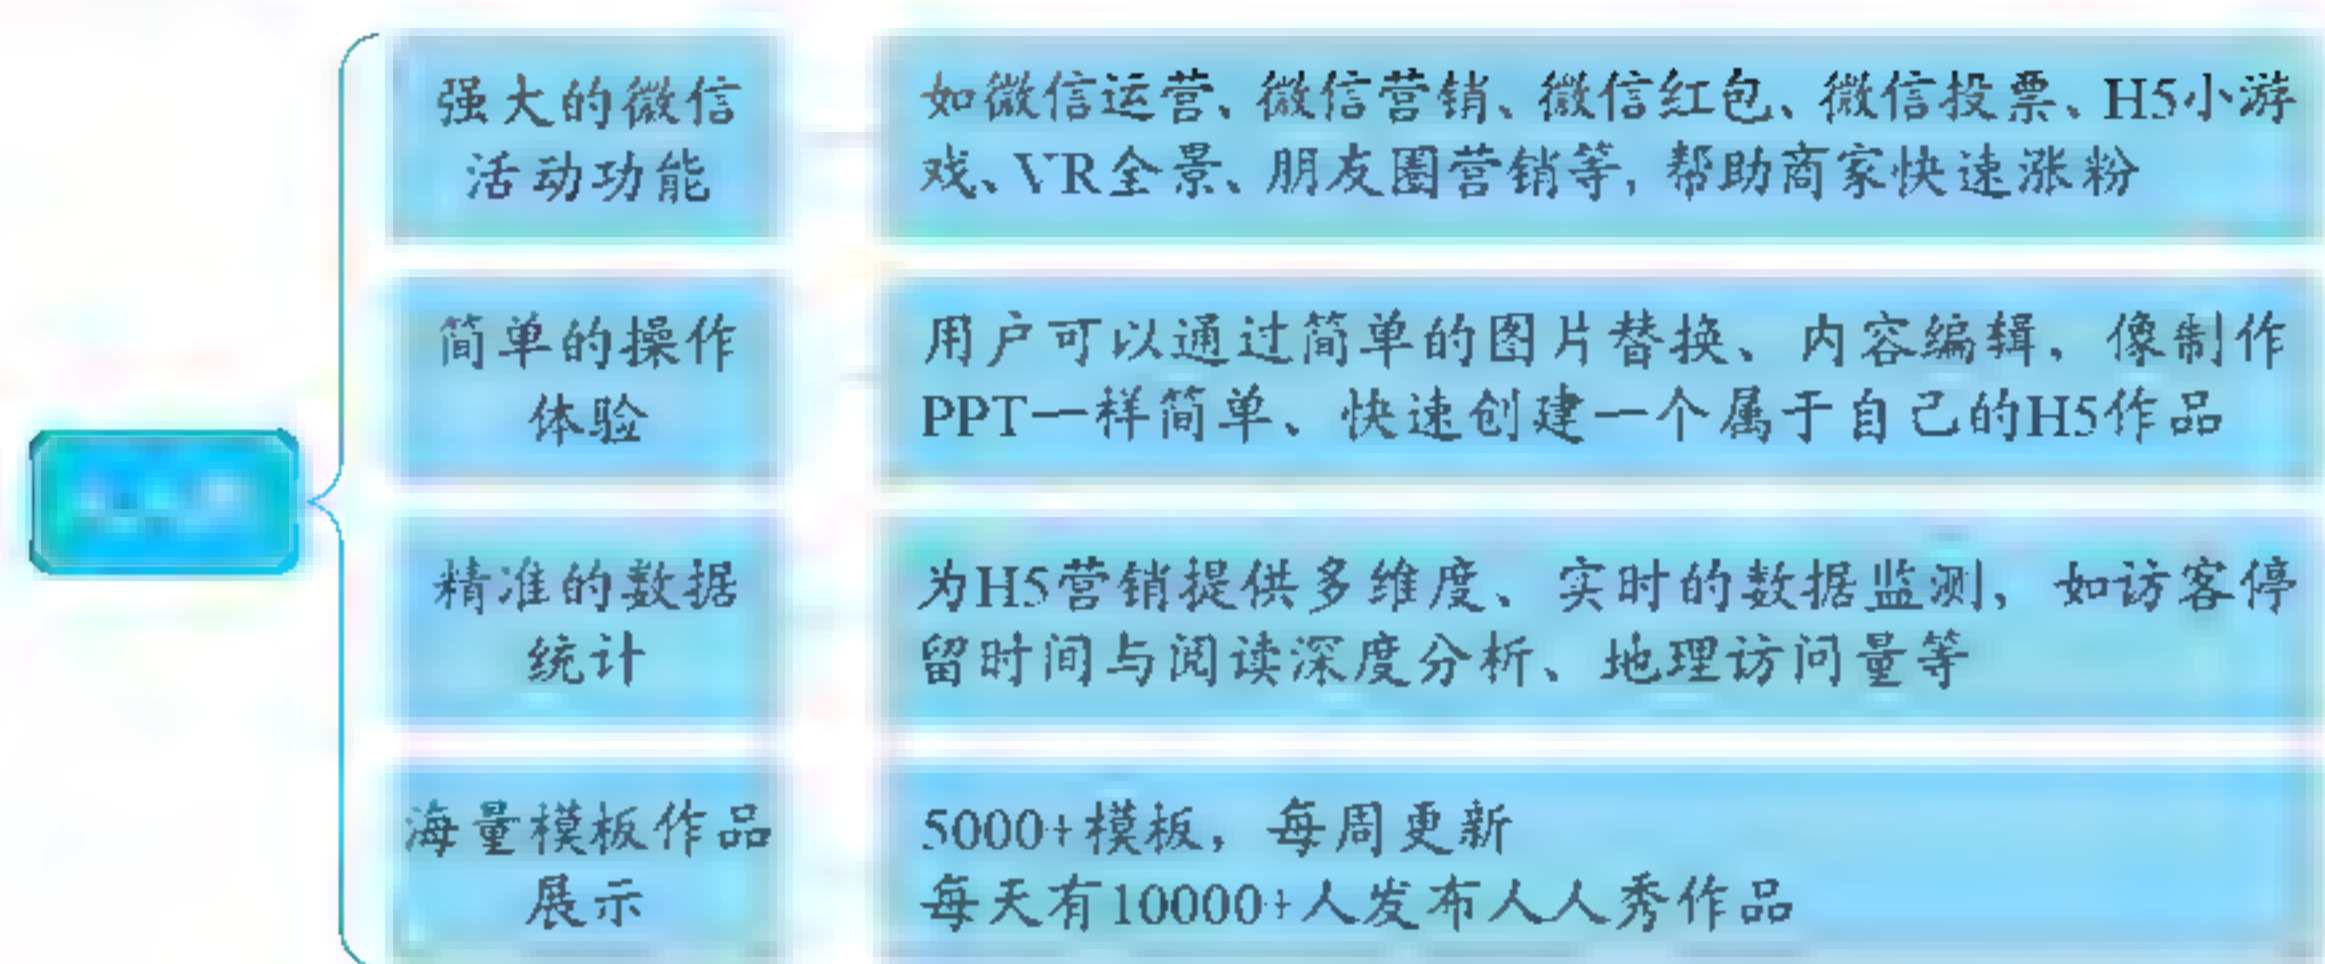 强大的微信
活动功能
如微信运营、微信营销、微信红包、微信投票、H5小游
戏、VR全景、朋友圈营销等, 帮助商家快速涨粉
简单的操作
体验
用户可以通过简单的图片替换、内容编辑，像制作
PPT一样简单、快速创建一个属于自己的H5作品
精准的数据
统计
为H5营销提供多维度、实时的数据监测，如访客停
留时间与阅读深度分析、地理访问量等
海量模板作品
展示
5000+模板，每周更新
每天有10000+人发布人人秀作品